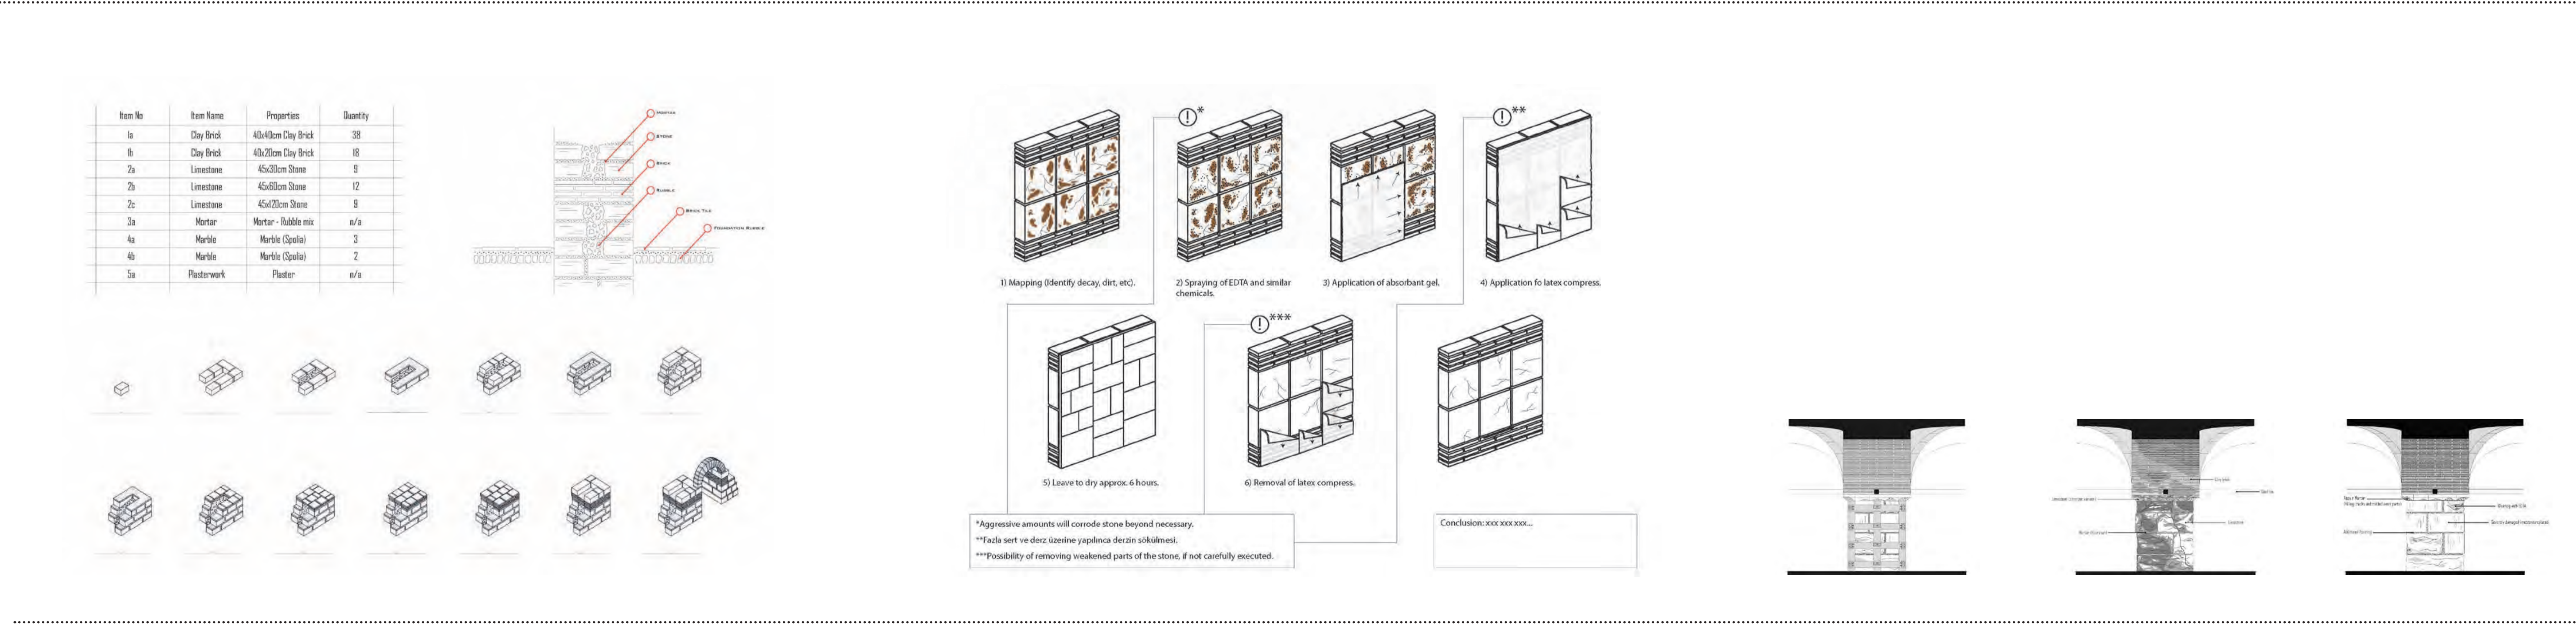 Item No Item Name Properties Quantity
1a Clay Brick 40x40cm Clay Brick 38
1b Clay Brick 40x20cm Clay Brick 18
2a Limestone 45x30cm Stone 9
2b Limestone 45x60cm Stone 12
2c Limestone 45x120cm Stone 9
3a Mortar Mortar - Rubble mix n/a
4a Marble Marble (Spolia) 3
4b Marble Marble (Spolia) 2
5a Plasterwork Plaster n/a
Mortar
Stone
Brick
Rubble
Brick Tile
Foundation Rubble
*
**
1) Mapping (Identify decay, dirt, etc).
2) Spraying of EDTA and similar
chemicals.
3) Application of absorbant gel.
4) Application fo latex compress.
***
5) Leave to dry approx. 6 hours.
6) Removal of latex compress.
*Aggressive amounts will corrode stone beyond necessary.
**Fazla sert ve derz üzerine yapılınca derzin sökülmesi.
***Possibility of removing weakened parts of the stone, if not carefully executed.
Conclusion: xxx xxx xxx...